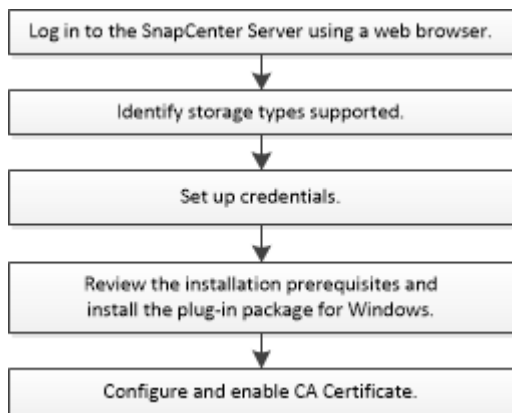 Log in to the SnapCenter Server using a web browser.
Identify storage types supported.
Set up credentials.
Review the installation prerequisites and
install the plug-in package for Windows.
Configure and enable CA Certificate.